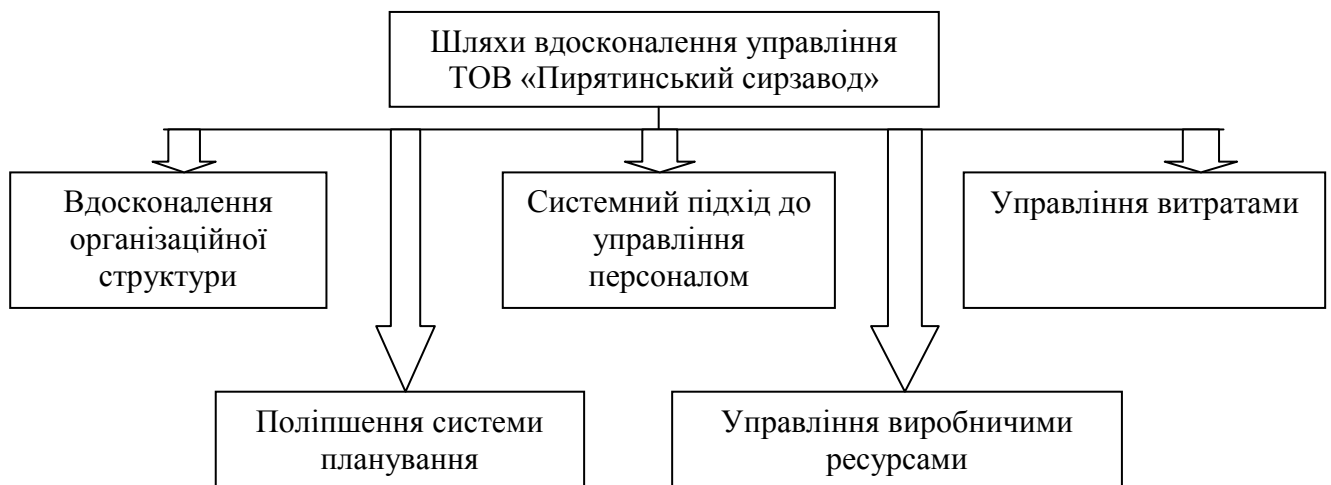 Шляхи вдосконалення управління
ТОВ «Пирятинський сирзавод»
Вдосконалення
організаційної
структури
Системний підхід до
управління
персоналом
Управління витратами
Поліпшення системи
планування
Управління виробничими
ресурсами